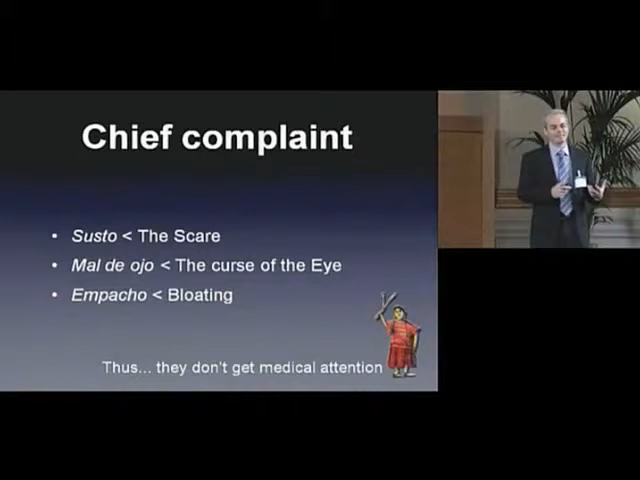 Chief complaint
• Susto < The Scare
• Mal de ojo < The curse of the Eye
• Empacho < Bloating
Thus... they don't get medical attention